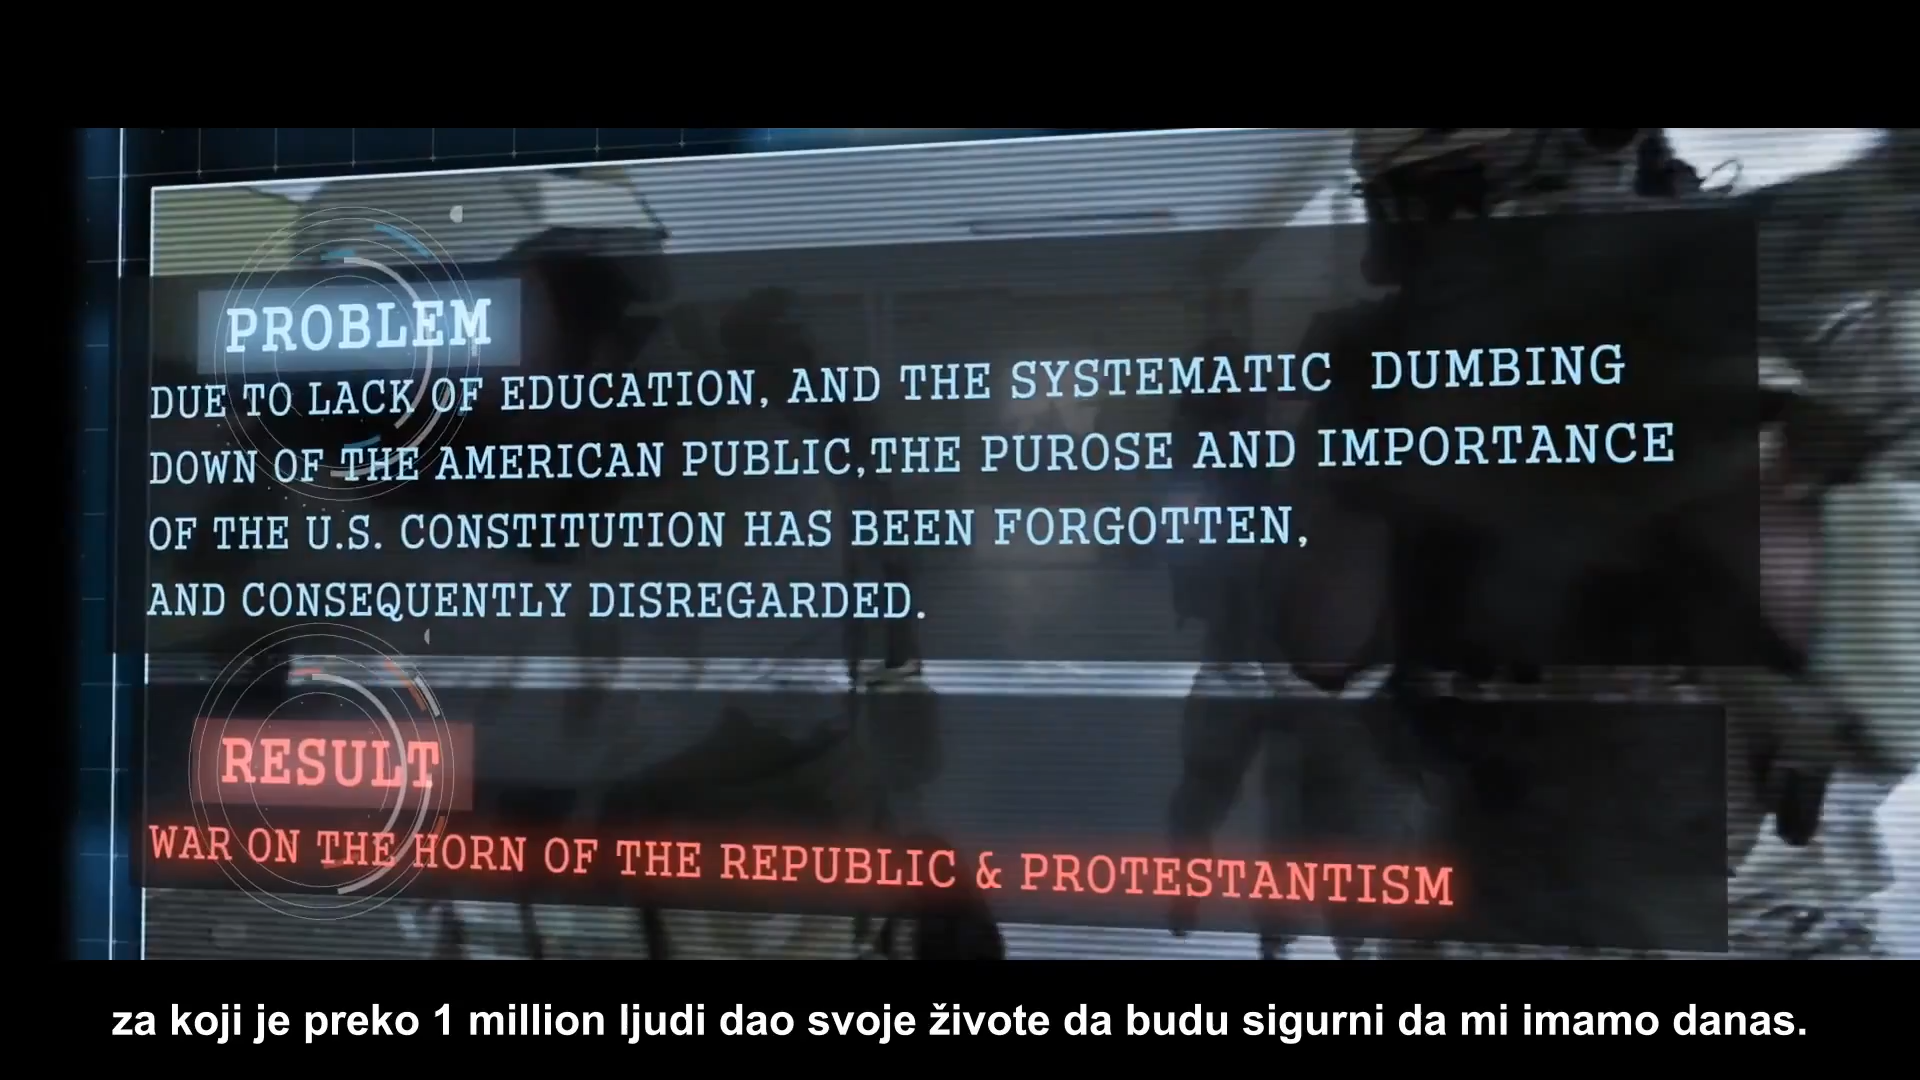 PROBLEM
DUE TO LACK OF EDUCATION, AND THE SYSTEMATIC DUMBING
DOWN OF THE AMERICAN PUBLIC,THE PUROSE AND IMPORTANCE
OF THE U.S. CONSTITUTION HAS BEEN FORGOTTEN,
AND CONSEQUENTLY DISREGARDED.
RESULT
WAR ON THE HORN OF THE REPUBLIC & PROTESTANTISM
za koji je preko 1 million ljudi dao svoje živote da budu sigurni da mi imamo danas.